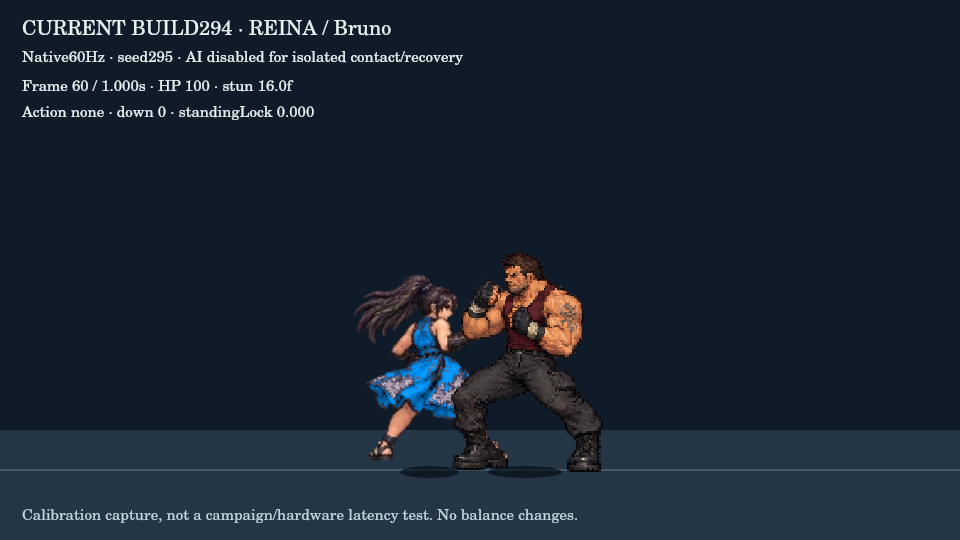 CURRENT BUILD294 · REINA / Bruno
Native60Hz · seed295 · AI disabled for isolated contact/recovery
Frame 60 / 1.000s · HP 100 · stun 16.0f
Action none · down 0 · standingLock 0.000
Calibration capture, not a campaign/hardware latency test. No balance changes.